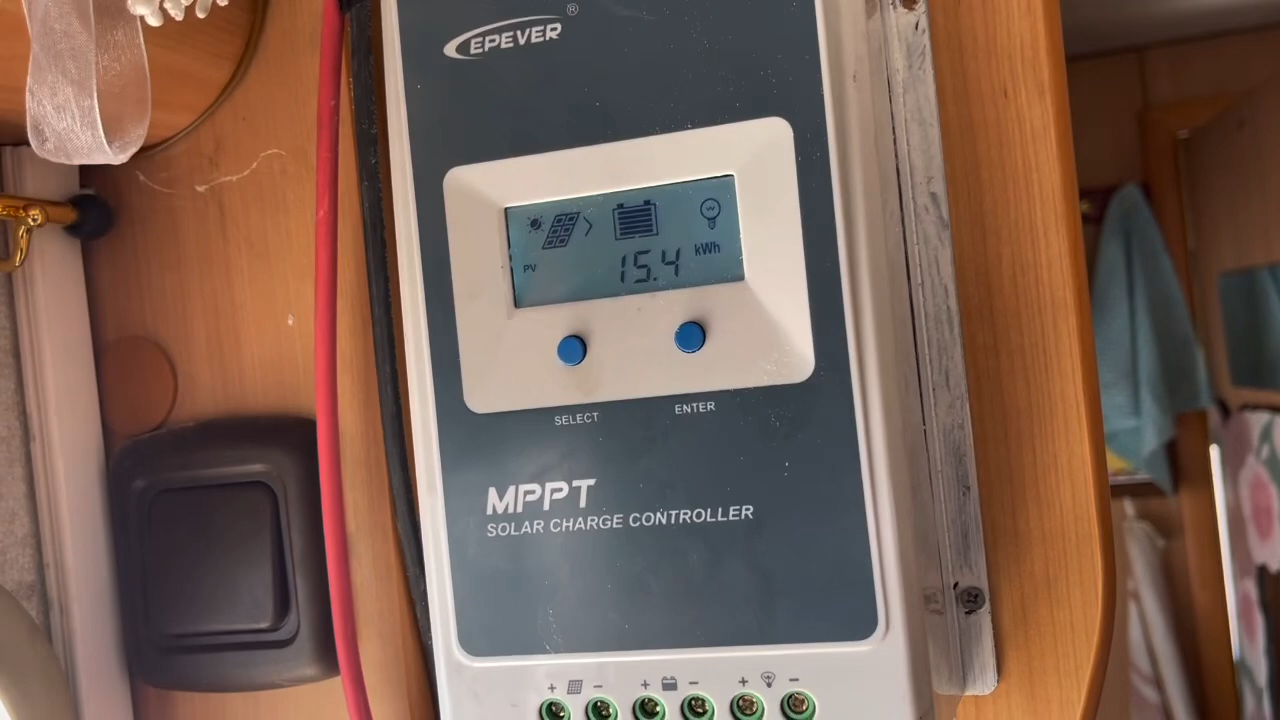 EPEVER®
PV 15.4 kWh
SELECT ENTER
MPPT
SOLAR CHARGE CONTROLLER
+ - + - + -